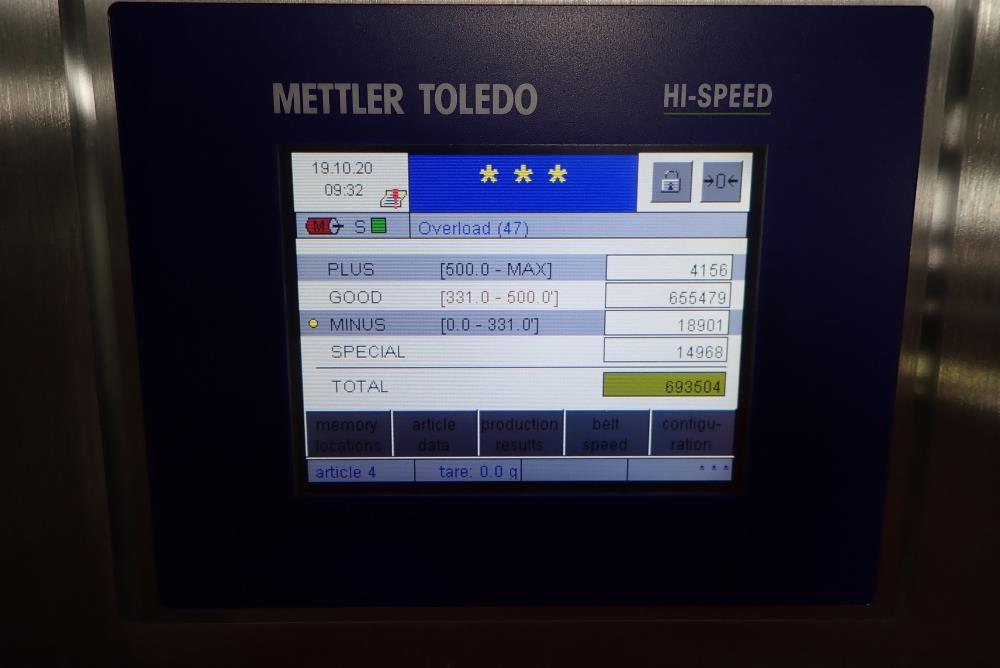 METTLER TOLEDO HI-SPEED
19.10.20
09:32
* * *
→0←
M S Overload (47)
PLUS [500.0 - MAX] 4156
GOOD [331.0 - 500.0'] 655479
MINUS [0.0 - 331.0'] 18901
SPECIAL 14968
TOTAL 693504
memory locations article data production results belt speed configu-ration
article 4 tare: 0.0 g * * *